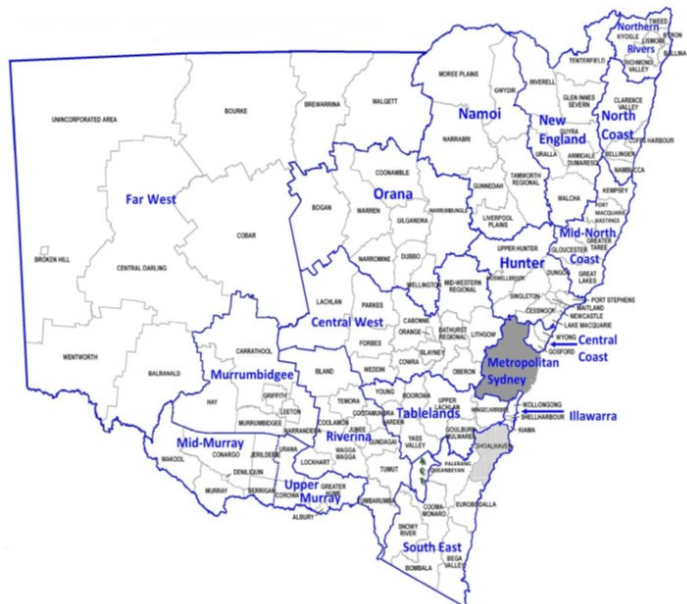 Northern
Rivers
TWEED
KYOGLE
BYRON
LISMORE
BALLINA
RICHMOND
VALLEY
TENTERFIELD
MOREE PLAINS
INVERELL
GWYDIR
GLEN INNES
SEVERN
CLARENCE
VALLEY
WALGETT
BREWARRINA
BOURKE
UNINCORPORATED AREA
Namoi
New
England
North
Coast
NARRABRI
GUYRA
URALLA
ARMIDALE
DUMARESQ
COFFS HARBOUR
BELLINGEN
NAMBUCCA
COONAMBLE
Orana
Far West
GUNNEDAH
TAMWORTH
REGIONAL
WALCHA
KEMPSEY
BOGAN
WARREN
WARRUMBUNGLE
GILGANDRA
LIVERPOOL
PLAINS
PORT
MACQUARIE
HASTINGS
COBAR
Mid-North
Coast
UPPER HUNTER
GLOUCESTER
GREATER
TAREE
BROKEN HILL
CENTRAL DARLING
NARROMINE
DUBBO
Hunter
MUSWELLBROOK
DUNGOG
GREAT
LAKES
WELLINGTON
MID-WESTERN
REGIONAL
SINGLETON
PORT STEPHENS
MAITLAND
NEWCASTLE
LAKE MACQUARIE
CESSNOCK
LACHLAN
PARKES
Central West
CABONNE
ORANGE
BATHURST
REGIONAL
LITHGOW
WYONG
GOSFORD
Central
Coast
FORBES
BLAYNEY
COWRA
WEDDIN
OBERON
Metropolitan
Sydney
WENTWORTH
BALRANALD
CARRATHOOL
Murrumbidgee
BLAND
HAY
GRIFFITH
LEETON
MURRUMBIDGEE
NARRANDERA
TEMORA
COOLAMON
COOTAMUNDRA
YOUNG
BOOROWA
HARDEN
UPPER
LACHLAN
Tablelands
WINGECARRIBEE
WOLLONGONG
SHELLHARBOUR
KIAMA
Illawarra
JUNEE
Riverina
GUNDAGAI
YASS
VALLEY
GOULBURN
MULWAREE
SHOALHAVEN
Mid-Murray
WAKOOL
CONARGO
JERILDERIE
URANA
DENILIQUIN
LOCKHART
WAGGA
WAGGA
TUMUT
PALERANG
QUEANBEYAN
MURRAY
BERRIGAN
COROWA
Upper
Murray
GREATER
HUME
ALBURY
TUMBARUMBA
COOMA-
MONARO
EUROBODALLA
SNOWY
RIVER
South East
BEGA
VALLEY
BOMBALA